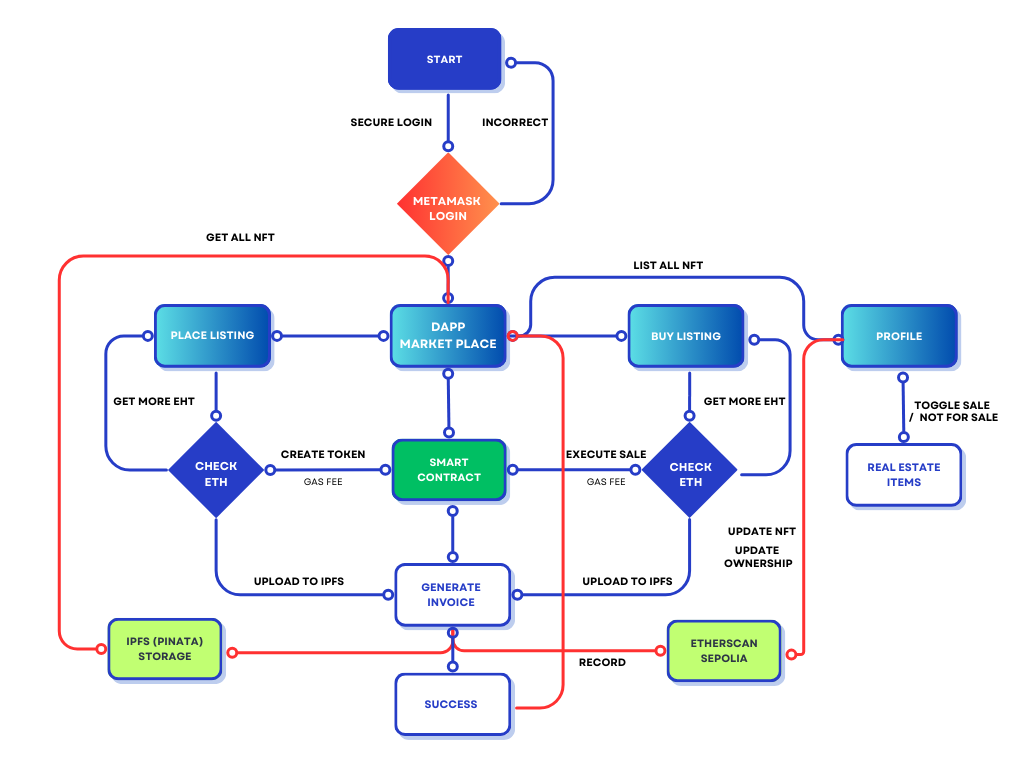 START
SECURE LOGIN
INCORRECT
METAMASK
LOGIN
GET ALL NFT
LIST ALL NFT
PLACE LISTING
DAPP
MARKET PLACE
BUY LISTING
PROFILE
GET MORE EHT
GET MORE EHT
TOGGLE SALE
/ NOT FOR SALE
CHECK
ETH
CREATE TOKEN
GAS FEE
SMART
CONTRACT
EXECUTE SALE
GAS FEE
CHECK
ETH
REAL ESTATE
ITEMS
UPDATE NFT
UPDATE
OWNERSHIP
UPLOAD TO IPFS
GENERATE
INVOICE
UPLOAD TO IPFS
IPFS (PINATA)
STORAGE
ETHERSCAN
SEPOLIA
RECORD
SUCCESS